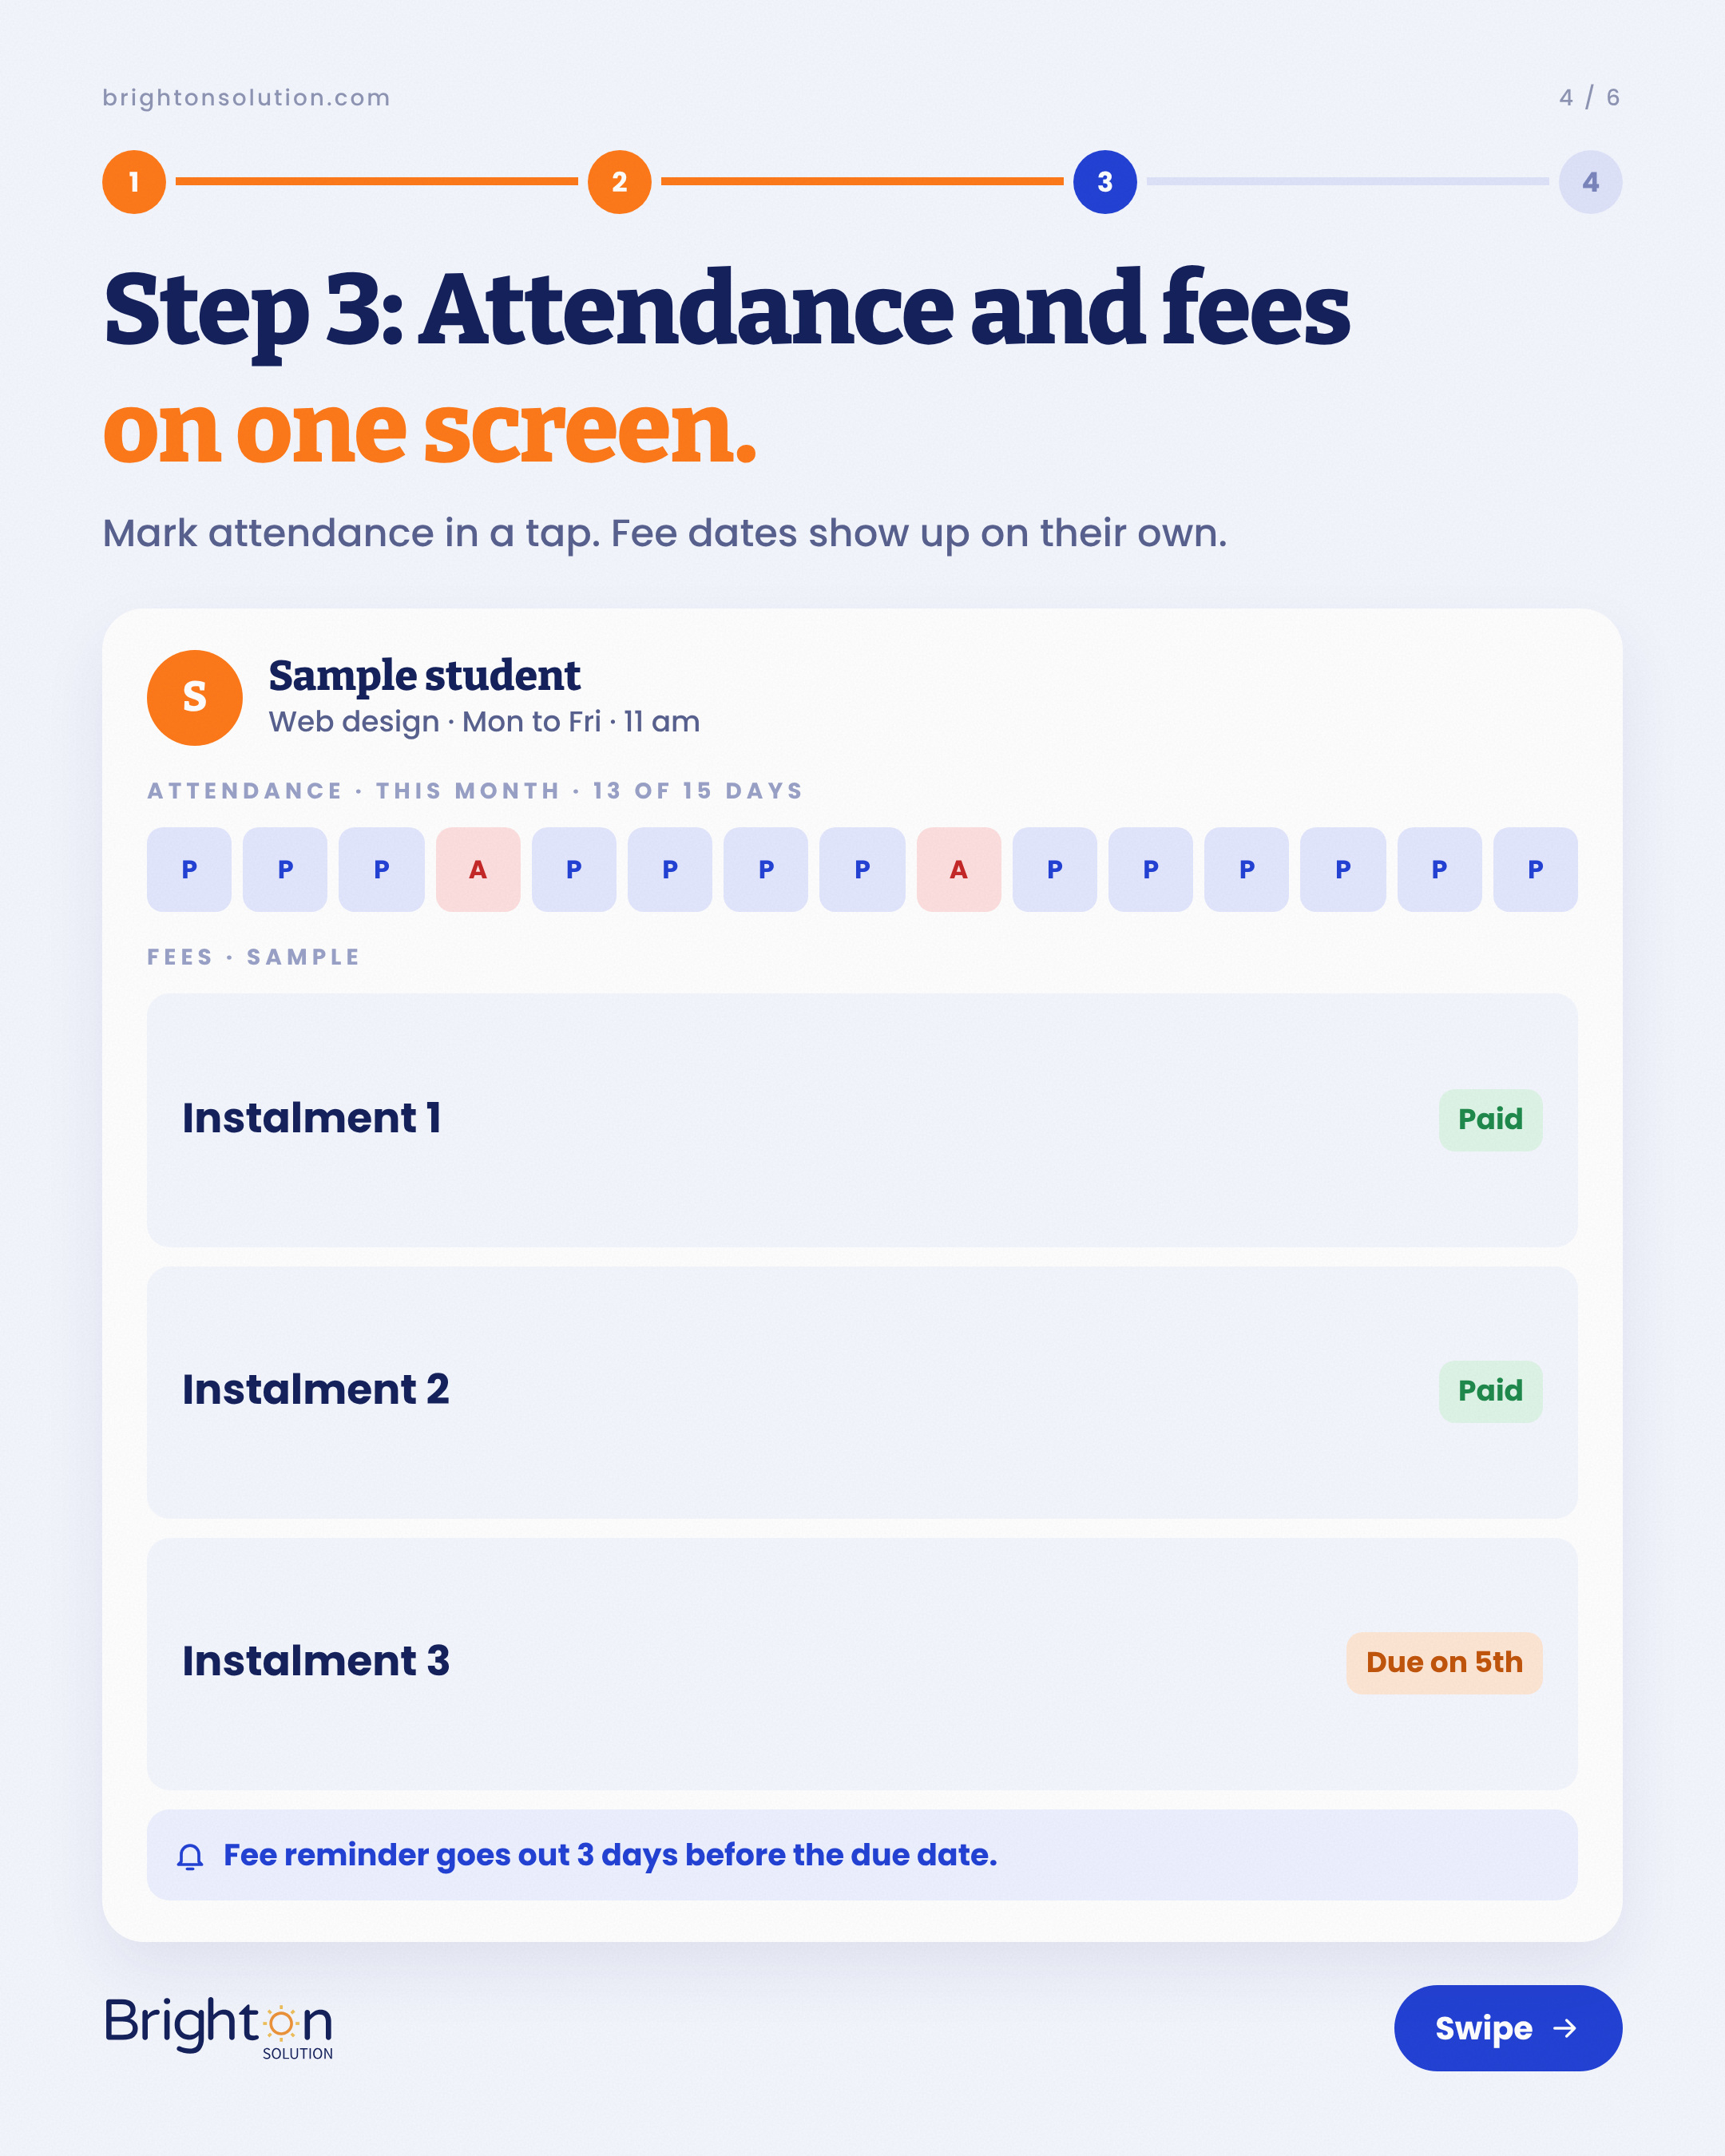 brightonsolution.com
4 / 6
1 2 3 4
Step 3: Attendance and fees
on one screen.
Mark attendance in a tap. Fee dates show up on their own.
S
Sample student
Web design · Mon to Fri · 11 am
ATTENDANCE · THIS MONTH · 13 OF 15 DAYS
P P P A P P P P A P P P P P P
FEES · SAMPLE
Instalment 1 Paid
Instalment 2 Paid
Instalment 3 Due on 5th
Fee reminder goes out 3 days before the due date.
Brighton
SOLUTION
Swipe →